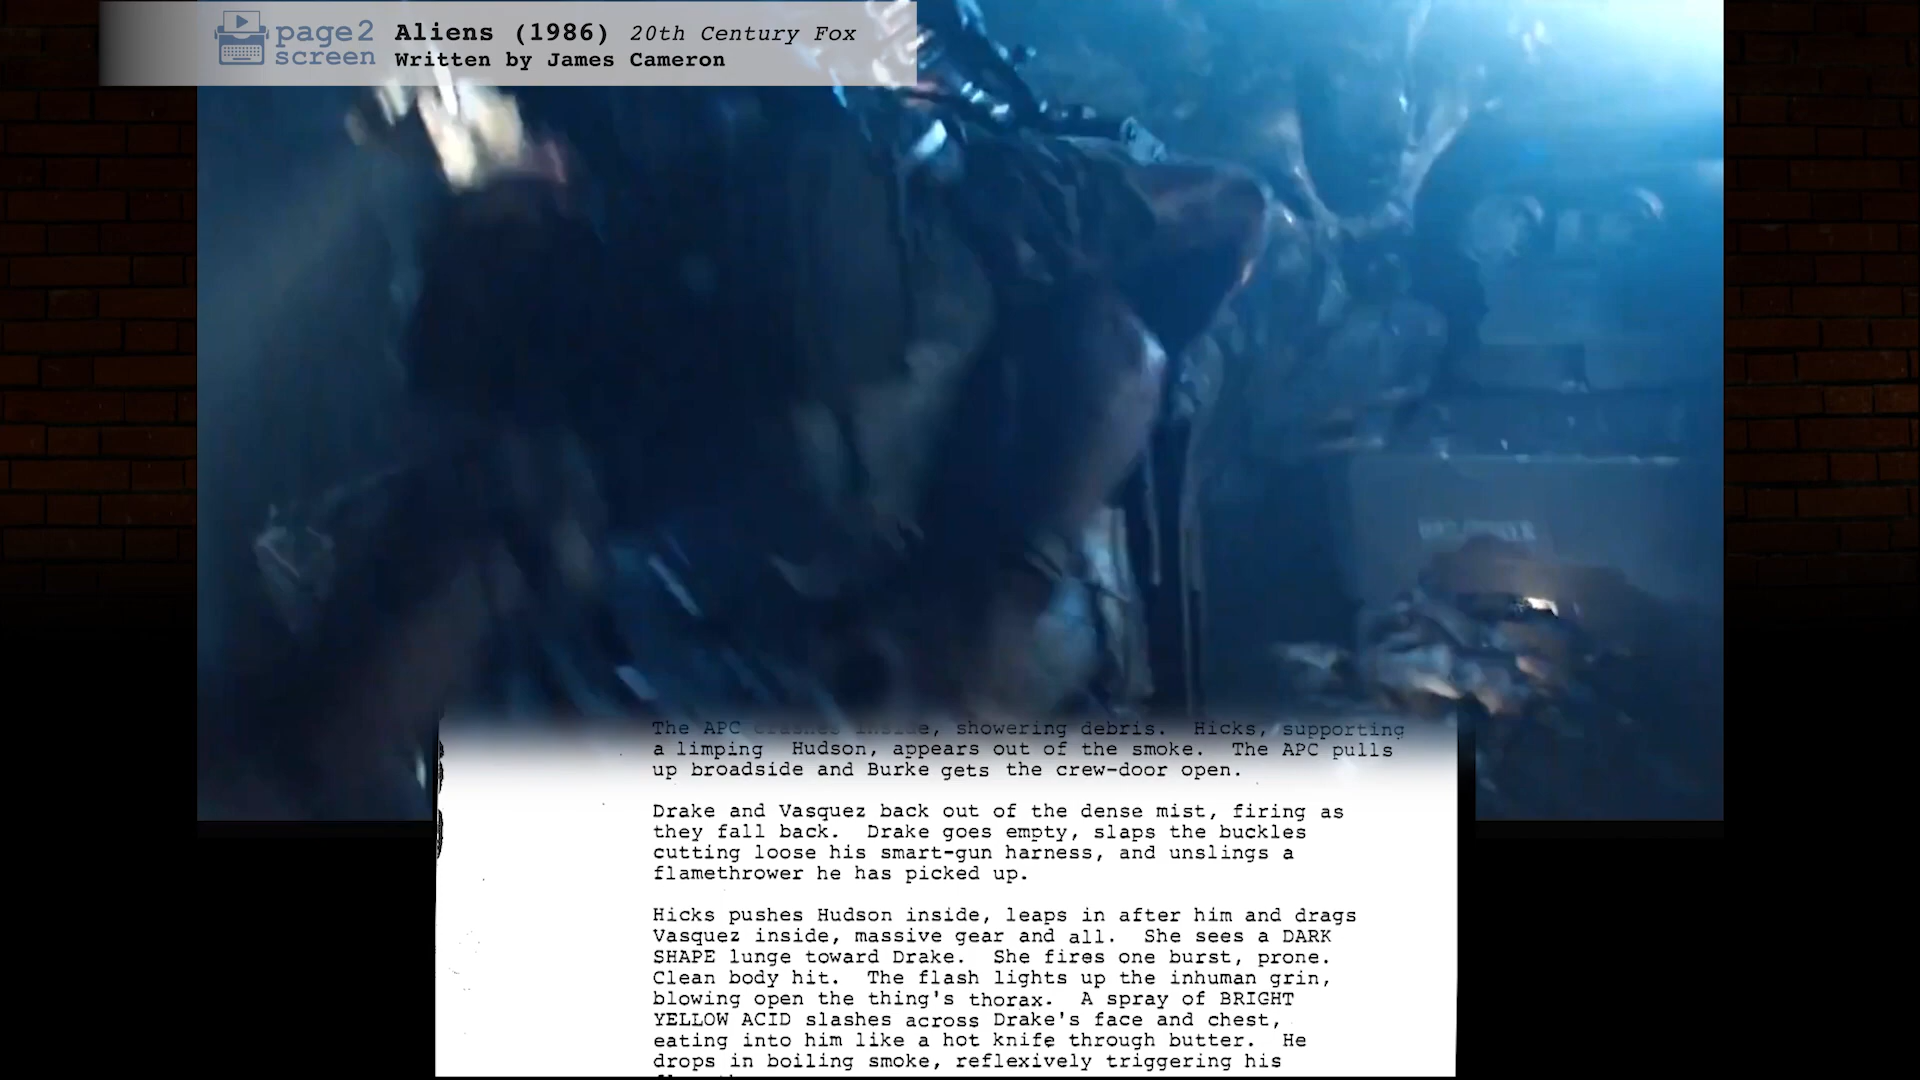 page2
screen
Aliens (1986) 20th Century Fox
Written by James Cameron
The APC crashes inside, showering debris. Hicks, supporting
a limping Hudson, appears out of the smoke. The APC pulls
up broadside and Burke gets the crew-door open.
Drake and Vasquez back out of the dense mist, firing as
they fall back. Drake goes empty, slaps the buckles
cutting loose his smart-gun harness, and unslings a
flamethrower he has picked up.
Hicks pushes Hudson inside, leaps in after him and drags
Vasquez inside, massive gear and all. She sees a DARK
SHAPE lunge toward Drake. She fires one burst, prone.
Clean body hit. The flash lights up the inhuman grin,
blowing open the thing's thorax. A spray of BRIGHT
YELLOW ACID slashes across Drake's face and chest,
eating into him like a hot knife through butter. He
drops in boiling smoke, reflexively triggering his